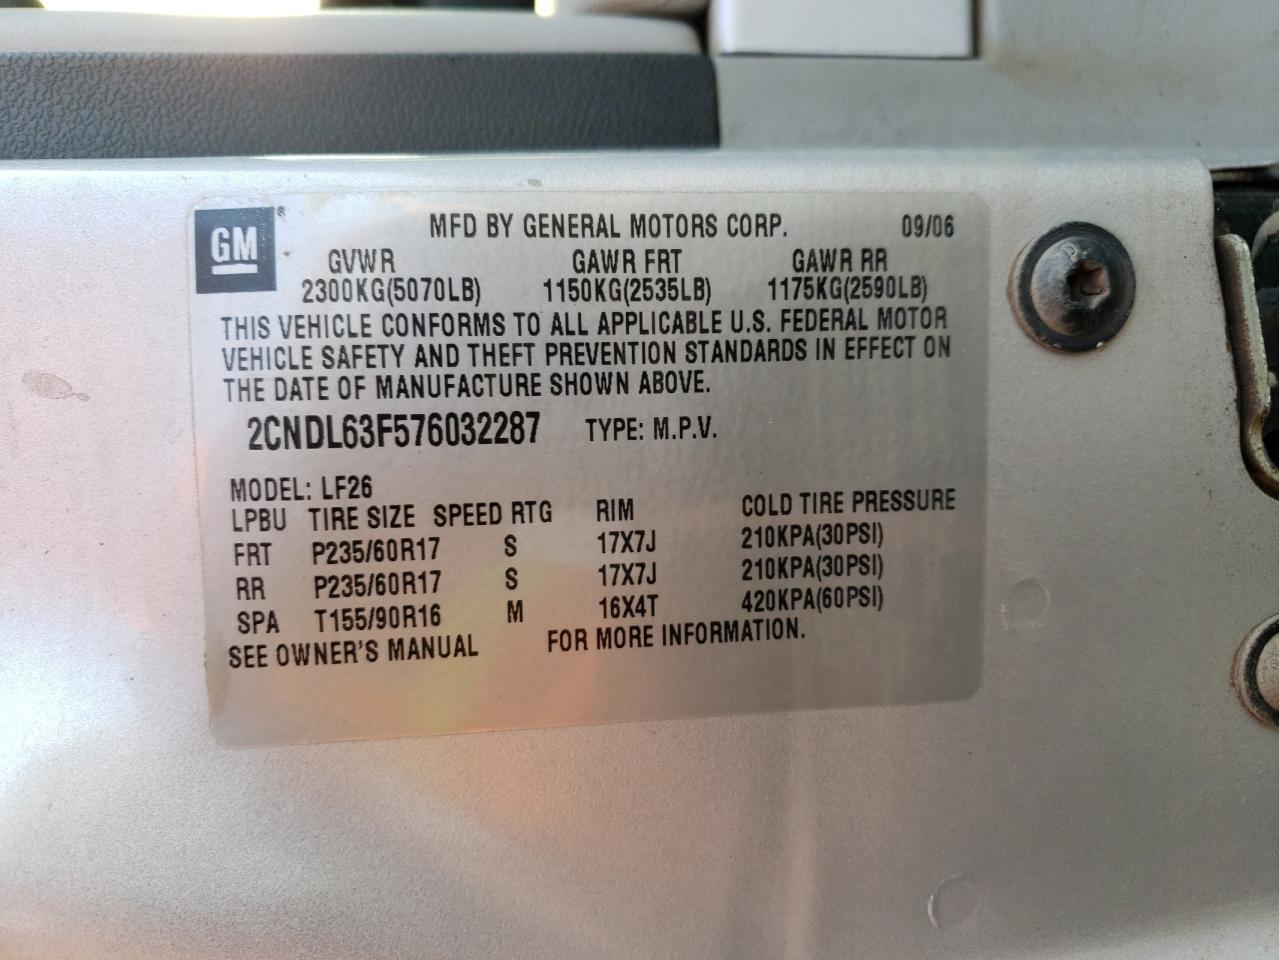 GM®
MFD BY GENERAL MOTORS CORP. 09/06
GVWR GAWR FRT GAWR RR
2300KG(5070LB) 1150KG(2535LB) 1175KG(2590LB)
THIS VEHICLE CONFORMS TO ALL APPLICABLE U.S. FEDERAL MOTOR
VEHICLE SAFETY AND THEFT PREVENTION STANDARDS IN EFFECT ON
THE DATE OF MANUFACTURE SHOWN ABOVE.
2CNDL63F576032287 TYPE: M.P.V.
MODEL: LF26
LPBU TIRE SIZE SPEED RTG RIM COLD TIRE PRESSURE
FRT P235/60R17 S 17X7J 210KPA(30PSI)
RR P235/60R17 S 17X7J 210KPA(30PSI)
SPA T155/90R16 M 16X4T 420KPA(60PSI)
SEE OWNER'S MANUAL FOR MORE INFORMATION.